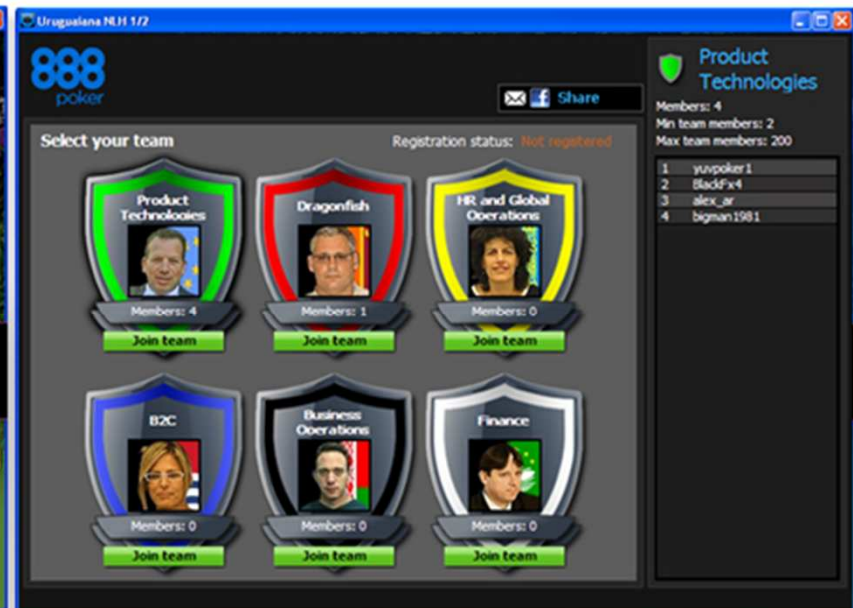 Uruguaiana NLH 1/2
888
poker
Share
Select your team
Registration status: Not registered
Product
Technologies
Members: 4
Join team
Dragonfish
Members: 1
Join team
HR and Global
Operations
Members: 0
Join team
B2C
Members: 0
Join team
Business
Operations
Members: 0
Join team
Finance
Members: 0
Join team
Product
Technologies
Members: 4
Min team members: 2
Max team members: 200
1 yuvpoker1
2 BlackFx4
3 alex_ar
4 bigman1981